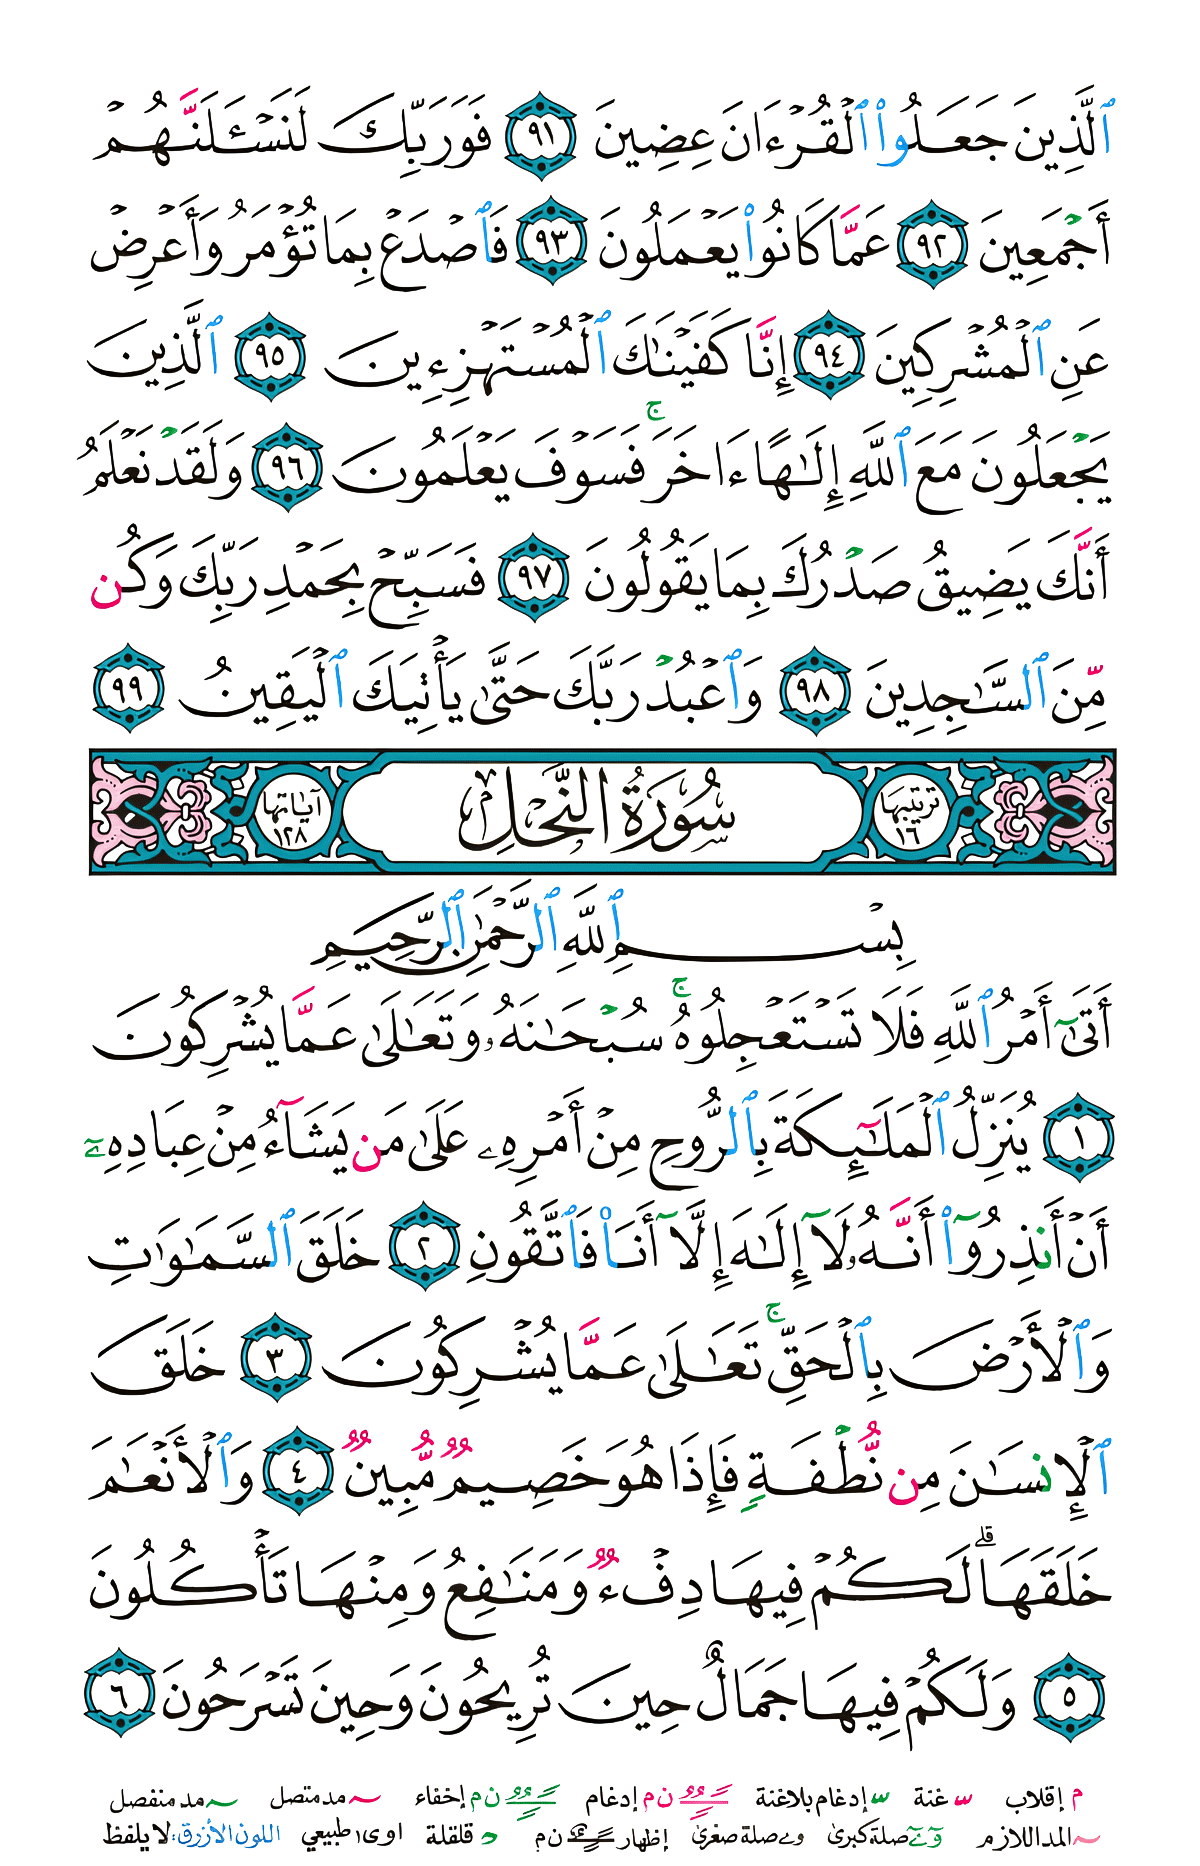 ٱلَّذِينَ جَعَلُوا۟ ٱلْقُرْءَانَ عِضِينَ ٩١ فَوَرَبِّكَ لَنَسْـَٔلَنَّهُمْ
أَجْمَعِينَ ٩٢ عَمَّا كَانُوا۟ يَعْمَلُونَ ٩٣ فَٱصْدَعْ بِمَا تُؤْمَرُ وَأَعْرِضْ
عَنِ ٱلْمُشْرِكِينَ ٩٤ إِنَّا كَفَيْنَٰكَ ٱلْمُسْتَهْزِءِينَ ٩٥ ٱلَّذِينَ
يَجْعَلُونَ مَعَ ٱللَّهِ إِلَٰهًا ءَاخَرَ ۚ فَسَوْفَ يَعْلَمُونَ ٩٦ وَلَقَدْ نَعْلَمُ
أَنَّكَ يَضِيقُ صَدْرُكَ بِمَا يَقُولُونَ ٩٧ فَسَبِّحْ بِحَمْدِ رَبِّكَ وَكُن
مِّنَ ٱلسَّٰجِدِينَ ٩٨ وَٱعْبُدْ رَبَّكَ حَتَّىٰ يَأْتِيَكَ ٱلْيَقِينُ ٩٩
ترتيبها ١٦ سُورَةُ النَّحْلِ آياتها ١٢٨
بِسْمِ ٱللَّهِ ٱلرَّحْمَٰنِ ٱلرَّحِيمِ
أَتَىٰٓ أَمْرُ ٱللَّهِ فَلَا تَسْتَعْجِلُوهُ ۚ سُبْحَٰنَهُۥ وَتَعَٰلَىٰ عَمَّا يُشْرِكُونَ
١ يُنَزِّلُ ٱلْمَلَٰٓئِكَةَ بِٱلرُّوحِ مِنْ أَمْرِهِۦ عَلَىٰ مَن يَشَآءُ مِنْ عِبَادِهِۦٓ
أَنْ أَنذِرُوٓا۟ أَنَّهُۥ لَآ إِلَٰهَ إِلَّآ أَنَا۠ فَٱتَّقُونِ ٢ خَلَقَ ٱلسَّمَٰوَٰتِ
وَٱلْأَرْضَ بِٱلْحَقِّ ۚ تَعَٰلَىٰ عَمَّا يُشْرِكُونَ ٣ خَلَقَ
ٱلْإِنسَٰنَ مِن نُّطْفَةٍ فَإِذَا هُوَ خَصِيمٌ مُّبِينٌ ٤ وَٱلْأَنْعَٰمَ
خَلَقَهَا ۗ لَكُمْ فِيهَا دِفْءٌ وَمَنَٰفِعُ وَمِنْهَا تَأْكُلُونَ
٥ وَلَكُمْ فِيهَا جَمَالٌ حِينَ تُرِيحُونَ وَحِينَ تَسْرَحُونَ ٦
م إقلاب ّ غنة ّ إدغام بلاغنة ن م إدغام ن م إخفاء ~ مد متصل ~ مد منفصل
~ المد اللازم و ے صلة كبرى و ے صلة صغرى إظهار ن م قلقلة ا و ى طبيعي اللون الأزرق: لا يلفظ